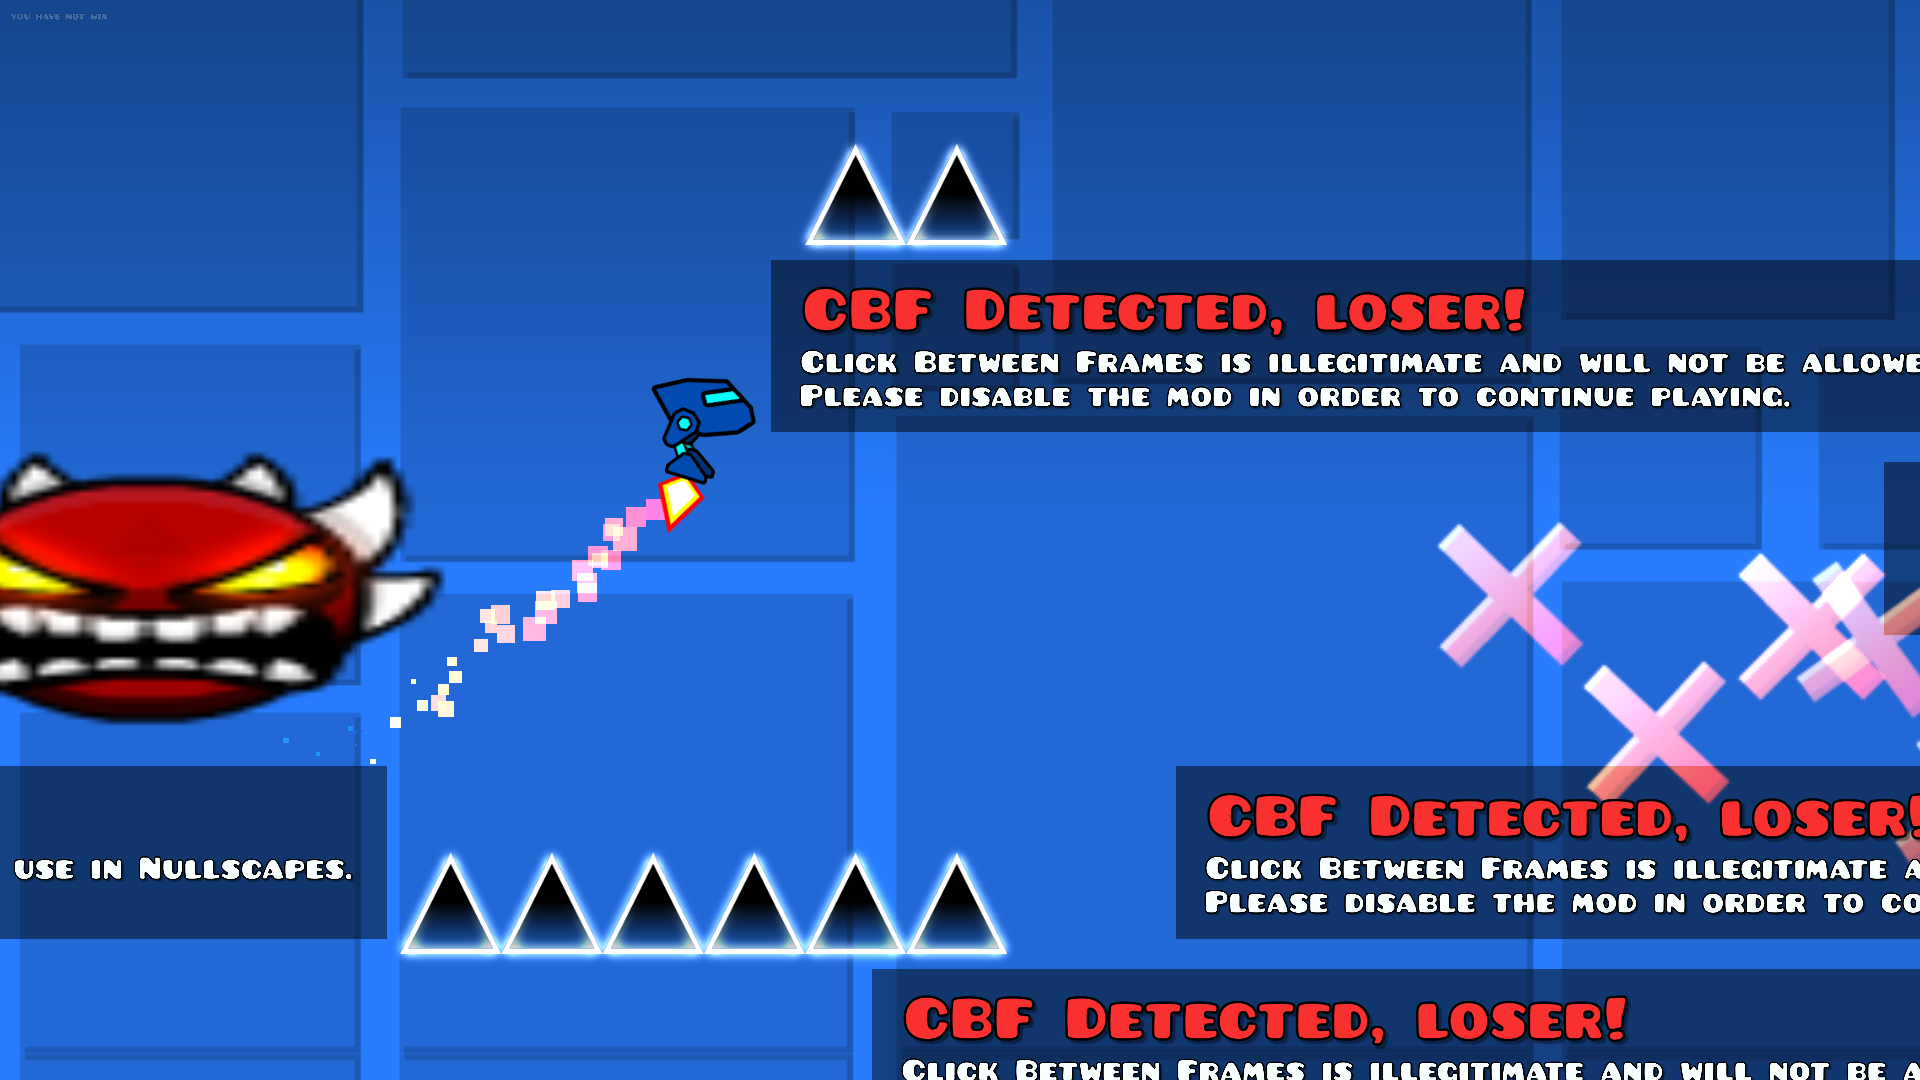 YOU HAVE NOT WIN
CBF DETECTED, LOSER!
CLICK BETWEEN FRAMES IS ILLEGITIMATE AND WILL NOT BE ALLOWE
PLEASE DISABLE THE MOD IN ORDER TO CONTINUE PLAYING.
USE IN NULLSCAPES.
CBF DETECTED, LOSER!
CLICK BETWEEN FRAMES IS ILLEGITIMATE A
PLEASE DISABLE THE MOD IN ORDER TO CO
CBF DETECTED, LOSER!
CLICK BETWEEN FRAMES IS ILLEGITIMATE AND WILL NOT BE A